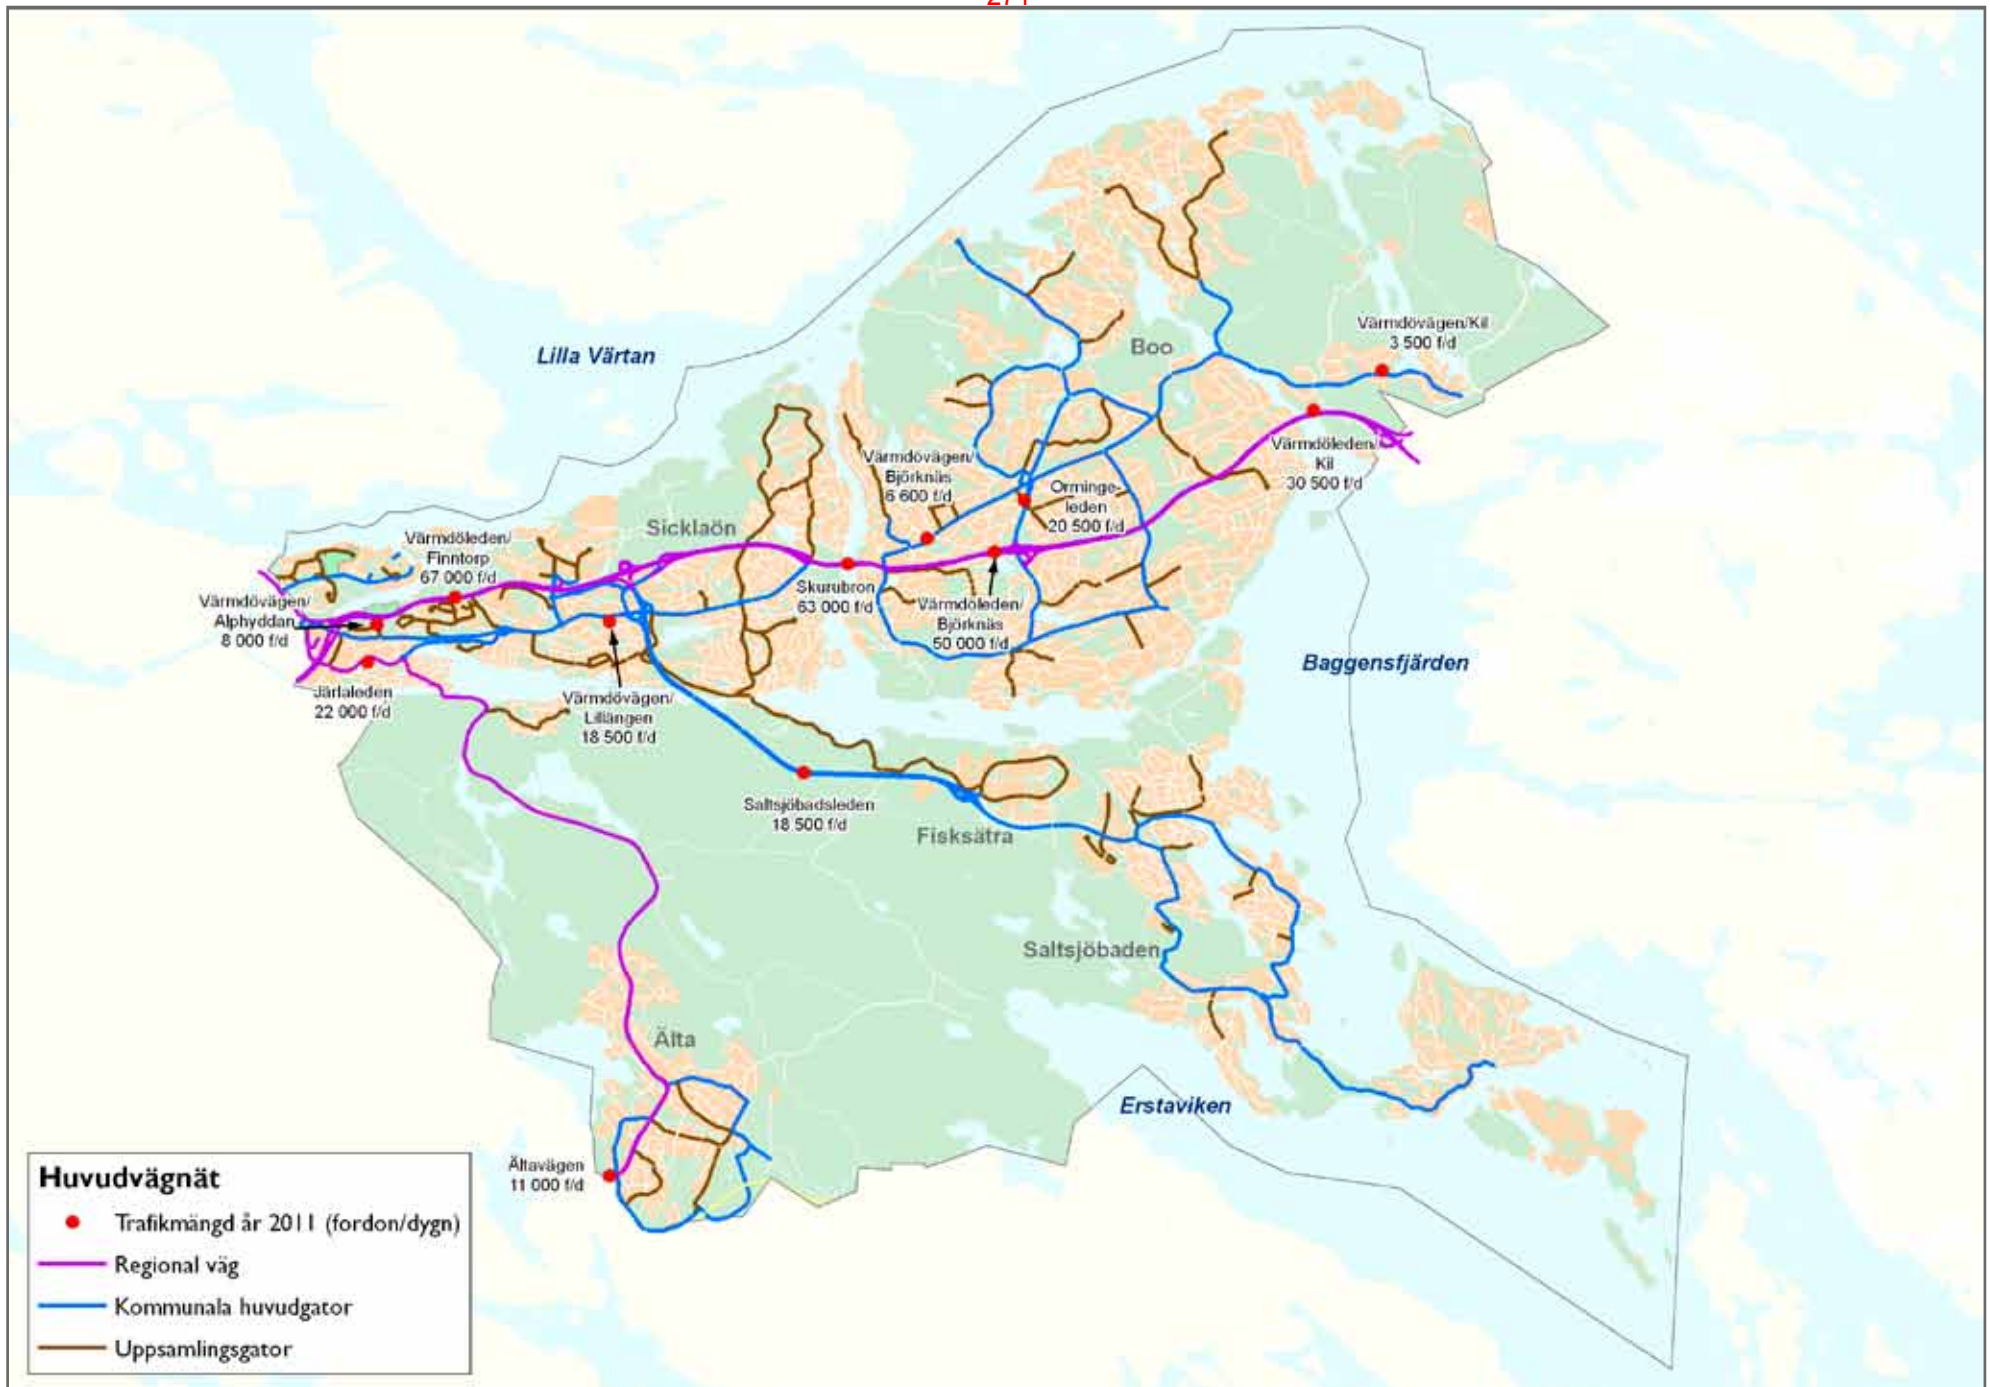 Värmdövägen/Kil
3 500 f/d
Lilla Värtan
Boo
Värmdöleden/
Kil
30 500 f/d
Värmdövägen/
Björknäs
6 600 f/d
Orminge-
leden
20 500 f/d
Sicklaön
Värmdöleden/
Finntorp
67 000 f/d
Skurubron
63 000 f/d
Värmdövägen/
Alphyddan
8 000 f/d
Värmdöleden/
Björknäs
50 000 f/d
Baggensfjärden
Järlaleden
22 000 f/d
Värmdövägen/
Lillängen
18 500 f/d
Saltsjöbadsleden
18 500 f/d
Fisksätra
Saltsjöbaden
Älta
Erstaviken
Ältavägen
11 000 f/d
Huvudvägnät
Trafikmängd år 2011 (fordon/dygn)
Regional väg
Kommunala huvudgator
Uppsamlingsgator